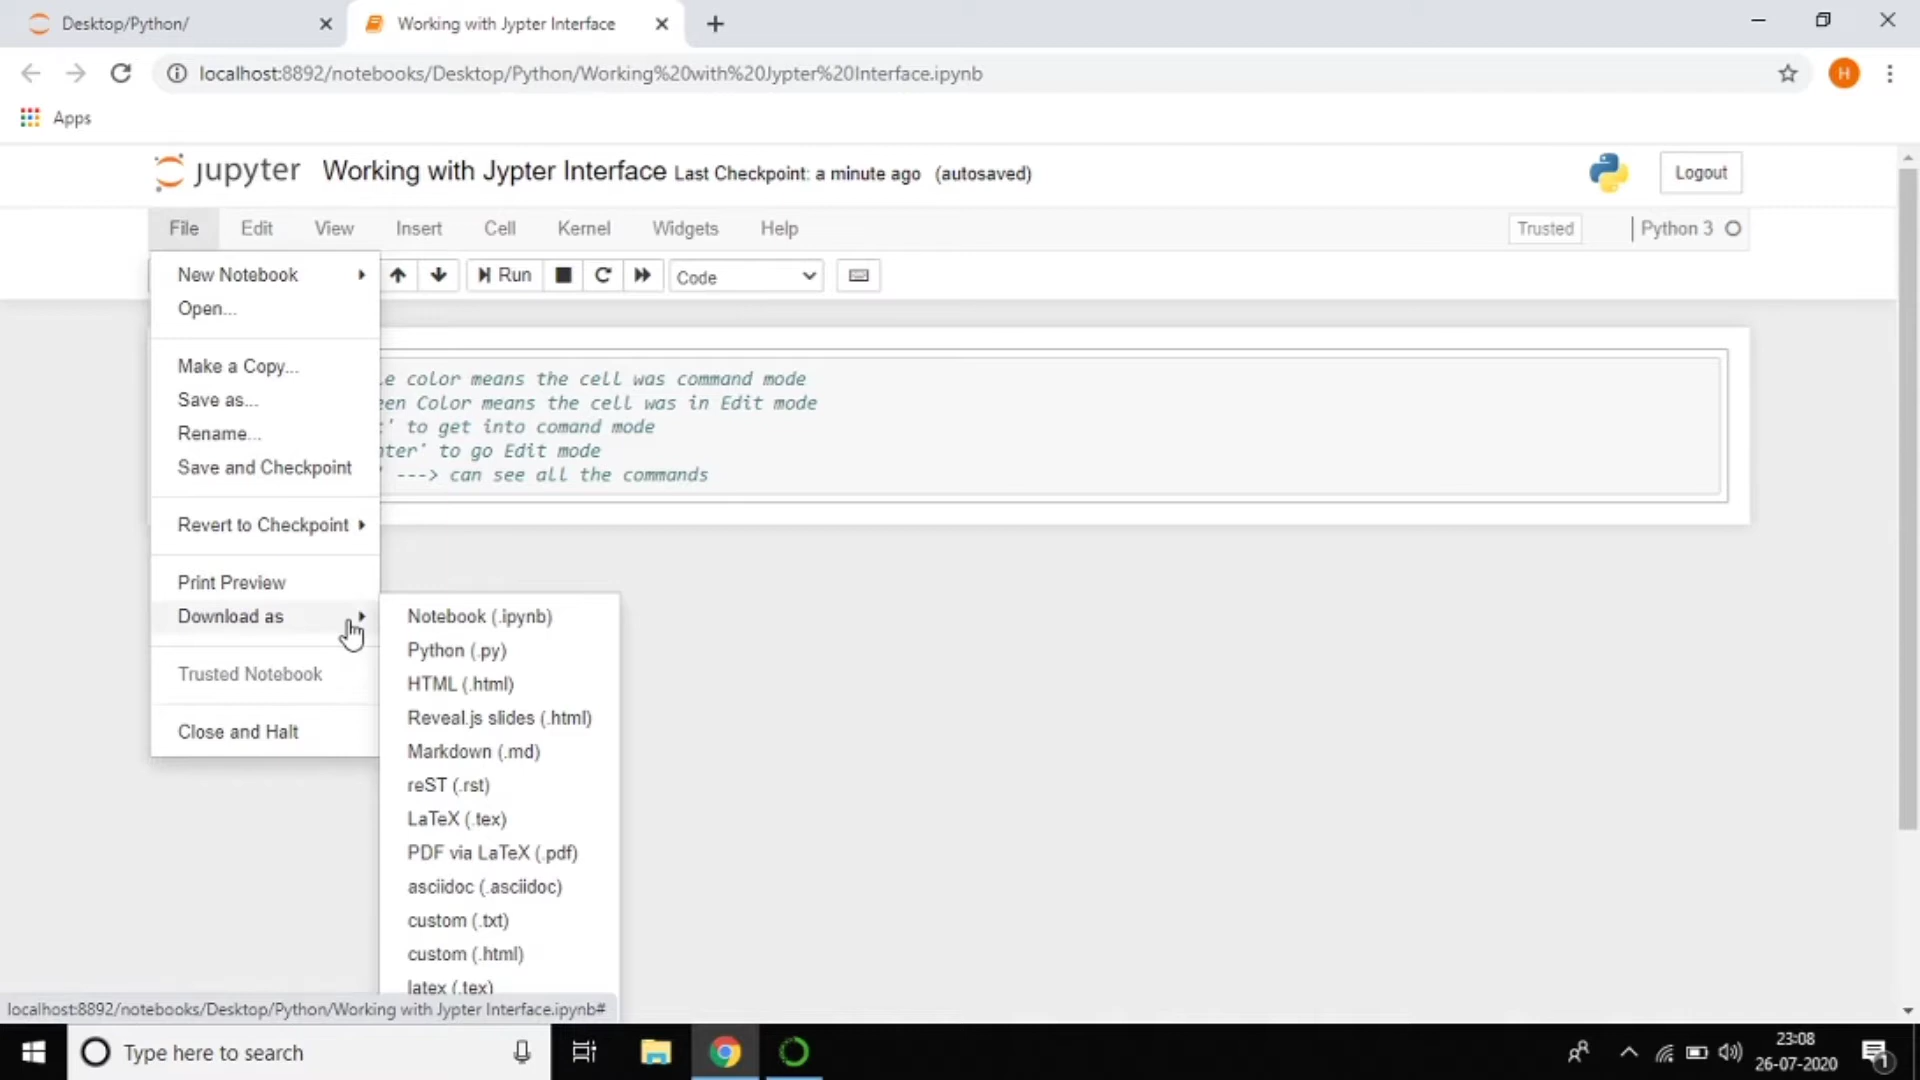 Desktop/Python/
Working with Jypter Interface
localhost:8892/notebooks/Desktop/Python/Working%20with%20Jypter%20Interface.ipynb
H
Apps
jupyter Working with Jypter Interface Last Checkpoint: a minute ago (autosaved)
Logout
File Edit View Insert Cell Kernel Widgets Help
Trusted
Python 3
New Notebook
Run
Code
Open...
Make a Copy...
Save as...
Rename...
Save and Checkpoint
Revert to Checkpoint
Print Preview
Download as
Trusted Notebook
Close and Halt
color means the cell was command mode
Color means the cell was in Edit mode
to get into comand mode
to go Edit mode
---> can see all the commands
Notebook (.ipynb)
Python (.py)
HTML (.html)
Reveal.js slides (.html)
Markdown (.md)
reST (.rst)
LaTeX (.tex)
PDF via LaTeX (.pdf)
asciidoc (.asciidoc)
custom (.txt)
custom (.html)
latex (.tex)
localhost:8892/notebooks/Desktop/Python/Working with Jypter Interface.ipynb#
Type here to search
23:08
26-07-2020
1